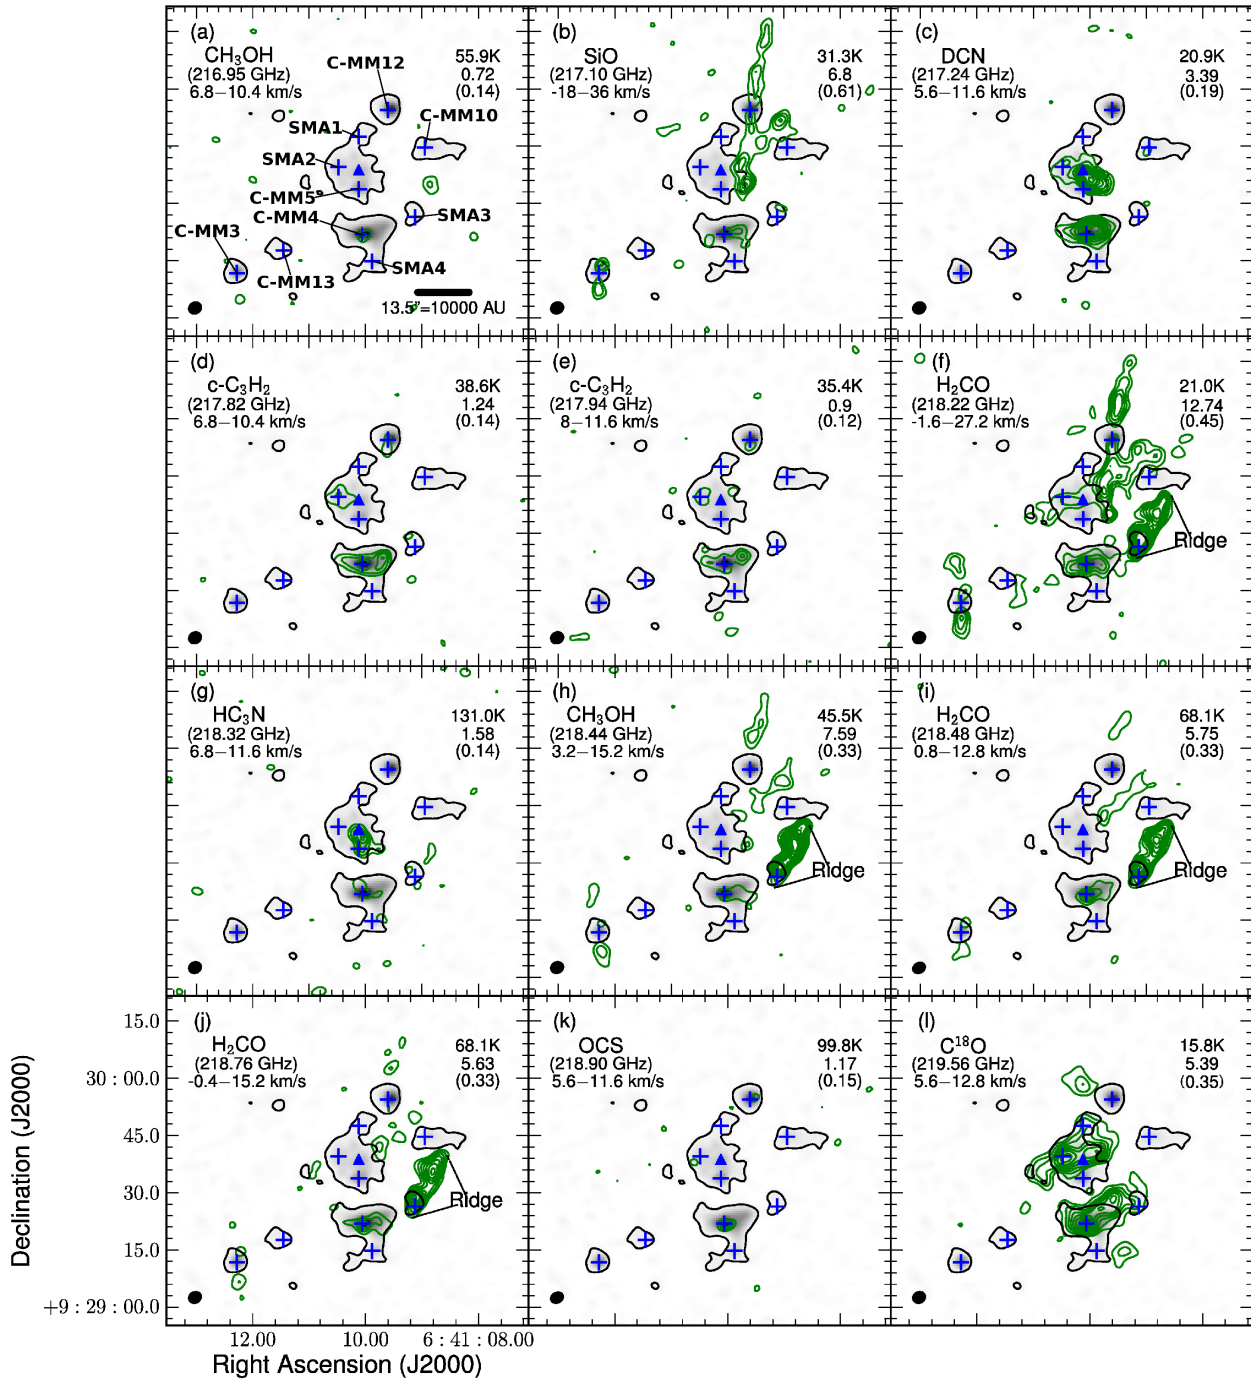 (a)
CH₃OH
(216.95 GHz)
6.8−10.4 km/s
55.9K
0.72
(0.14)
C-MM12
C-MM10
SMA1
SMA2
C-MM5
C-MM4
SMA3
C-MM3
C-MM13
SMA4
13.5"=10000 AU
(b)
SiO
(217.10 GHz)
-18−36 km/s
31.3K
6.8
(0.61)
(c)
DCN
(217.24 GHz)
5.6−11.6 km/s
20.9K
3.39
(0.19)
(d)
c-C₃H₂
(217.82 GHz)
6.8−10.4 km/s
38.6K
1.24
(0.14)
(e)
c-C₃H₂
(217.94 GHz)
8−11.6 km/s
35.4K
0.9
(0.12)
(f)
H₂CO
(218.22 GHz)
-1.6−27.2 km/s
21.0K
12.74
(0.45)
Ridge
(g)
HC₃N
(218.32 GHz)
6.8−11.6 km/s
131.0K
1.58
(0.14)
(h)
CH₃OH
(218.44 GHz)
3.2−15.2 km/s
45.5K
7.59
(0.33)
Ridge
(i)
H₂CO
(218.48 GHz)
0.8−12.8 km/s
68.1K
5.75
(0.33)
Ridge
(j)
H₂CO
(218.76 GHz)
-0.4−15.2 km/s
68.1K
5.63
(0.33)
Ridge
(k)
OCS
(218.90 GHz)
5.6−11.6 km/s
99.8K
1.17
(0.15)
(l)
C¹⁸O
(219.56 GHz)
5.6−12.8 km/s
15.8K
5.39
(0.35)
15.0
30 : 00.0
45.0
30.0
15.0
+9 : 29 : 00.0
Declination (J2000)
12.00
10.00
6 : 41 : 08.00
Right Ascension (J2000)